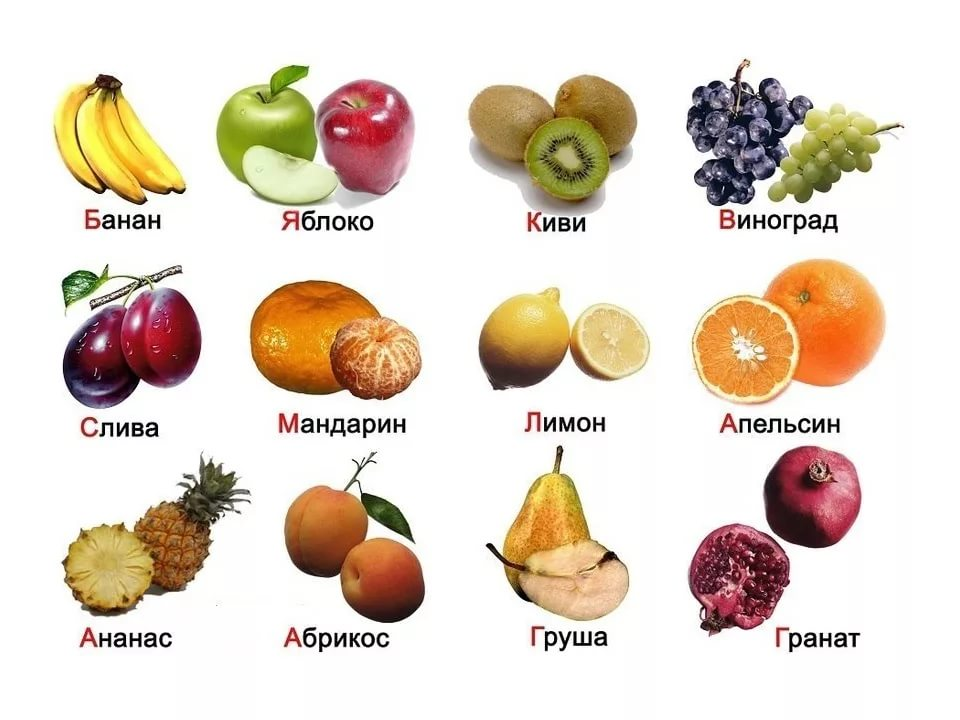 Банан
Яблоко
Киви
Виноград
Слива
Мандарин
Лимон
Апельсин
Ананас
Абрикос
Груша
Гранат